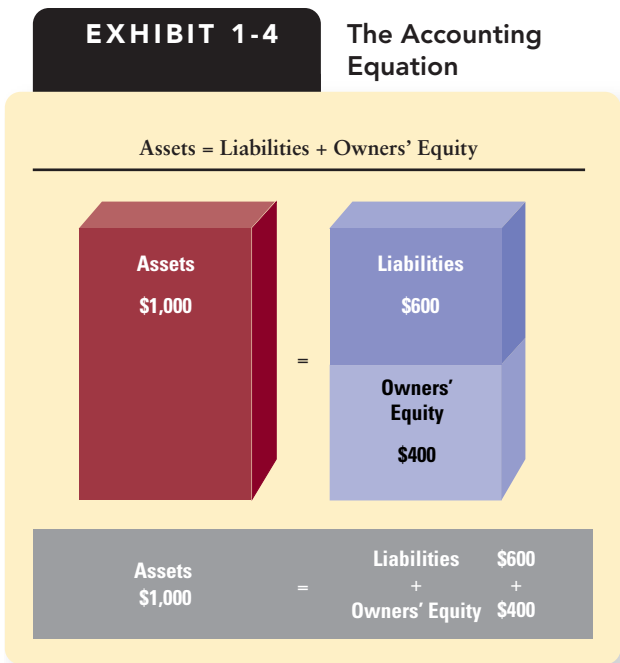 EXHIBIT 1-4
The Accounting
Equation
Assets = Liabilities + Owners' Equity
Assets
$1,000
=
Liabilities
$600
Owners'
Equity
$400
Assets
$1,000
=
Liabilities $600
+ +
Owners' Equity $400